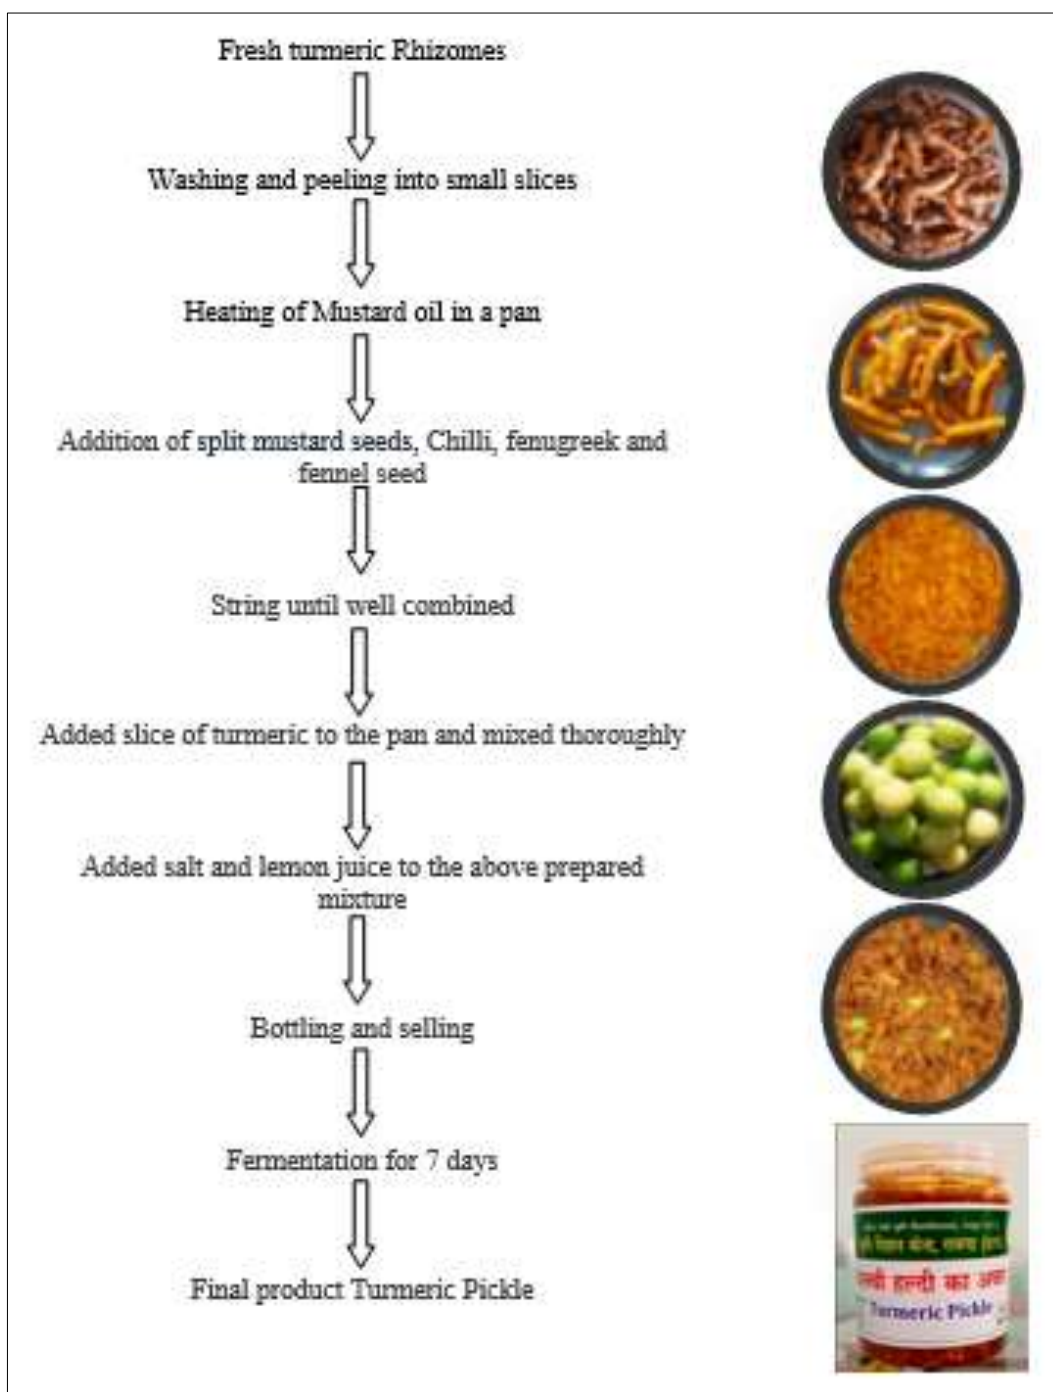 Fresh turmeric Rhizomes
Washing and peeling into small slices
Heating of Mustard oil in a pan
Addition of split mustard seeds, Chilli, fenugreek and
fennel seed
String until well combined
Added slice of turmeric to the pan and mixed thoroughly
Added salt and lemon juice to the above prepared
mixture
Bottling and selling
Fermentation for 7 days
Final product Turmeric Pickle
हल्दी का
Turmeric Pickle